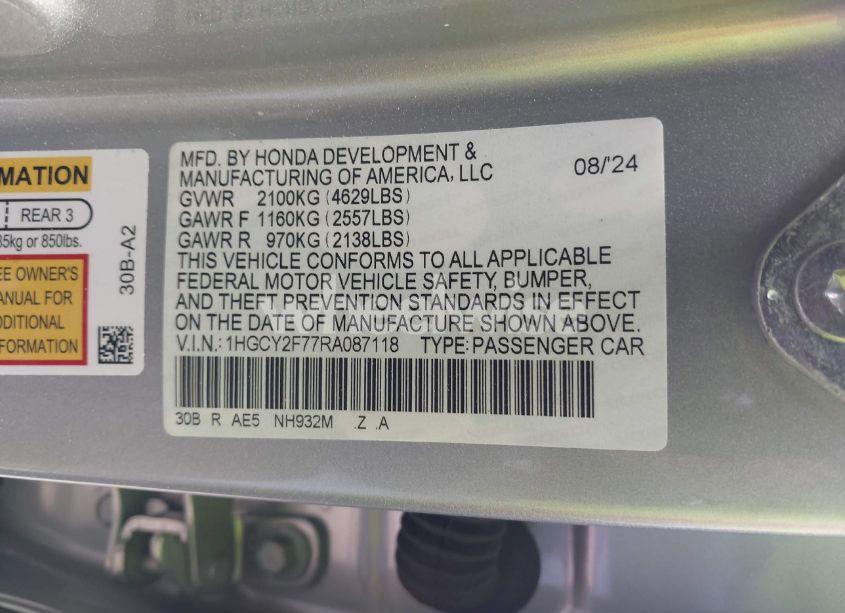 MATION
REAR 3
85kg or 850lbs.
EE OWNER'S
ANUAL FOR
DDITIONAL
FORMATION
30B-A2
MFD. BY HONDA DEVELOPMENT &
MANUFACTURING OF AMERICA, LLC 08/'24
GVWR 2100KG (4629LBS)
GAWR F 1160KG (2557LBS)
GAWR R 970KG (2138LBS)
THIS VEHICLE CONFORMS TO ALL APPLICABLE
FEDERAL MOTOR VEHICLE SAFETY, BUMPER,
AND THEFT PREVENTION STANDARDS IN EFFECT
ON THE DATE OF MANUFACTURE SHOWN ABOVE.
V.I.N.: 1HGCY2F77RA087118 TYPE: PASSENGER CAR
30B R AE5 NH932M .Z .A